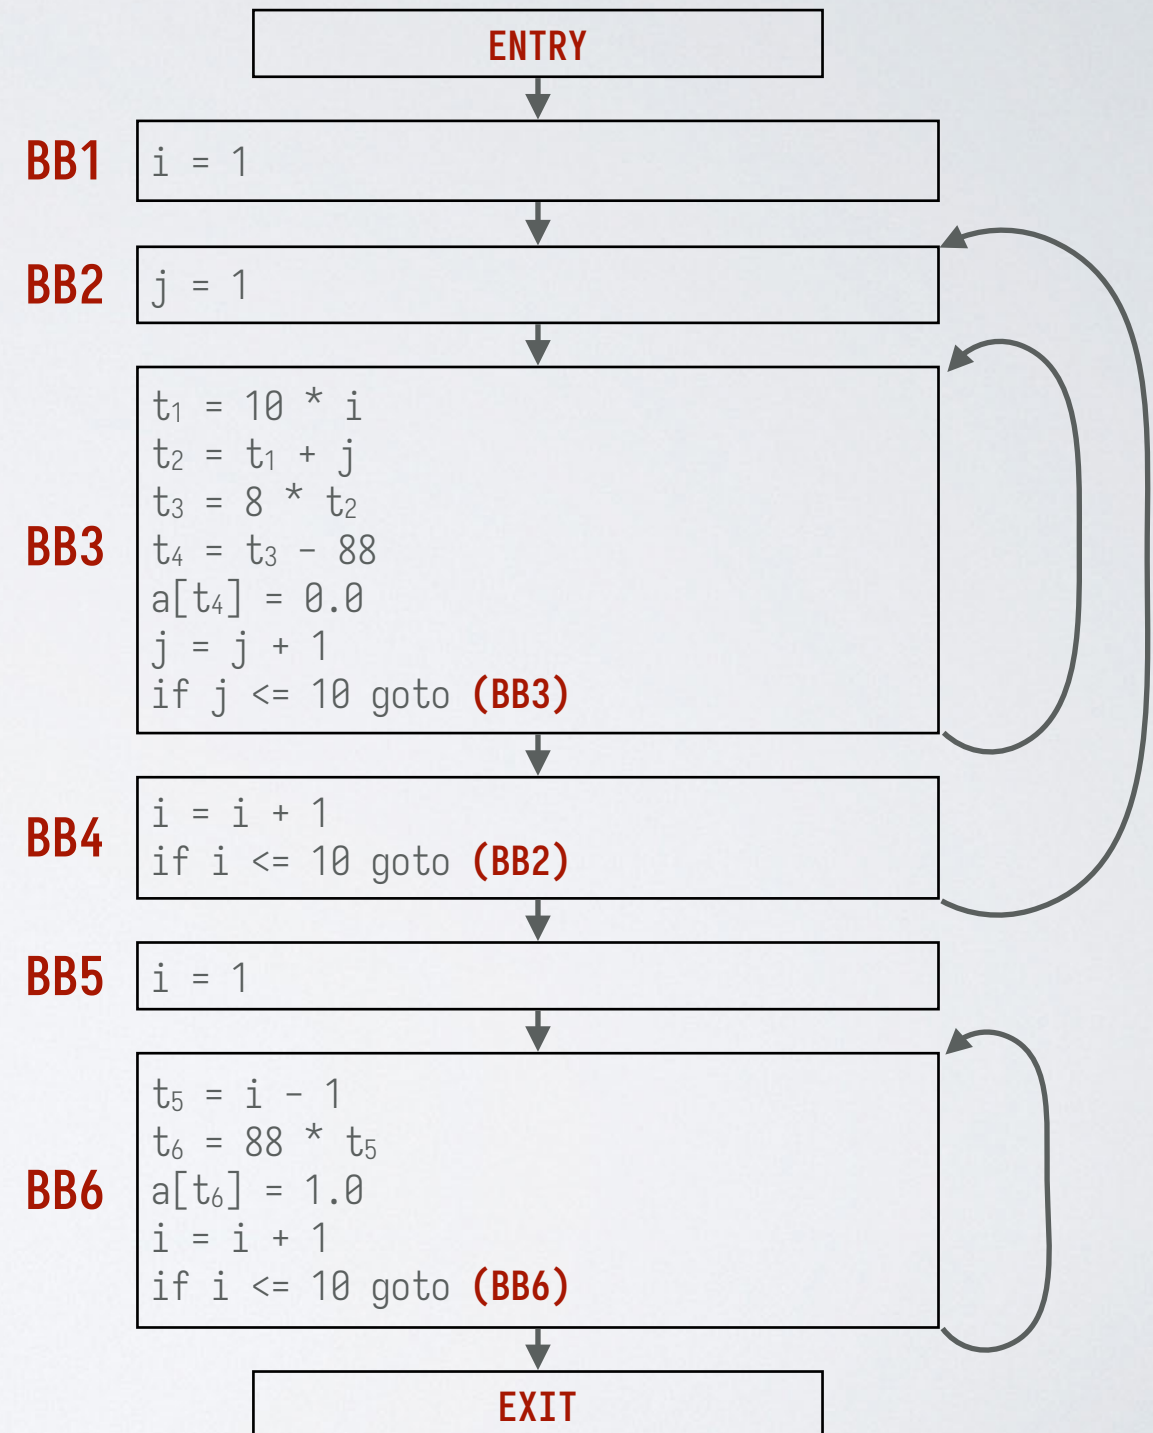 ENTRY
BB1
i = 1
BB2
j = 1
BB3
t₁ = 10 * i
t₂ = t₁ + j
t₃ = 8 * t₂
t₄ = t₃ - 88
a[t₄] = 0.0
j = j + 1
if j <= 10 goto (BB3)
BB4
i = i + 1
if i <= 10 goto (BB2)
BB5
i = 1
BB6
t₅ = i - 1
t₆ = 88 * t₅
a[t₆] = 1.0
i = i + 1
if i <= 10 goto (BB6)
EXIT